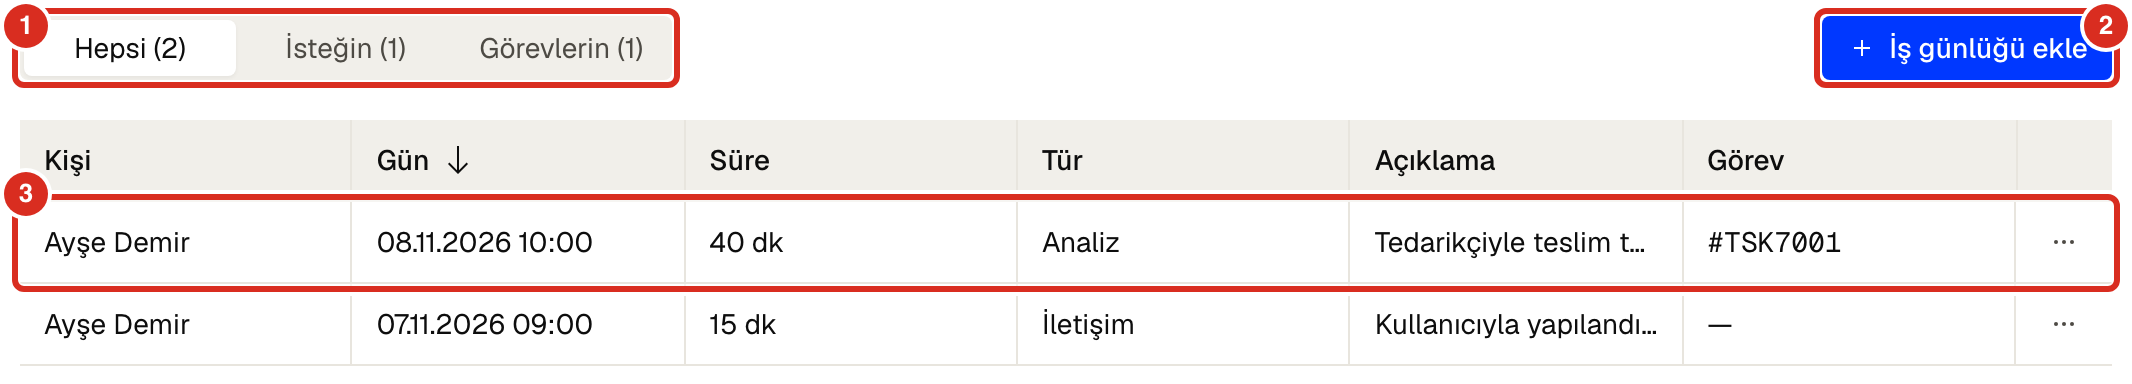 1
Hepsi (2) İsteğin (1) Görevlerin (1)
2
+ İş günlüğü ekle
Kişi Gün ↓ Süre Tür Açıklama Görev
3
Ayşe Demir 08.11.2026 10:00 40 dk Analiz Tedarikçiyle teslim t... #TSK7001 ...
Ayşe Demir 07.11.2026 09:00 15 dk İletişim Kullanıcıyla yapılandı... — ...